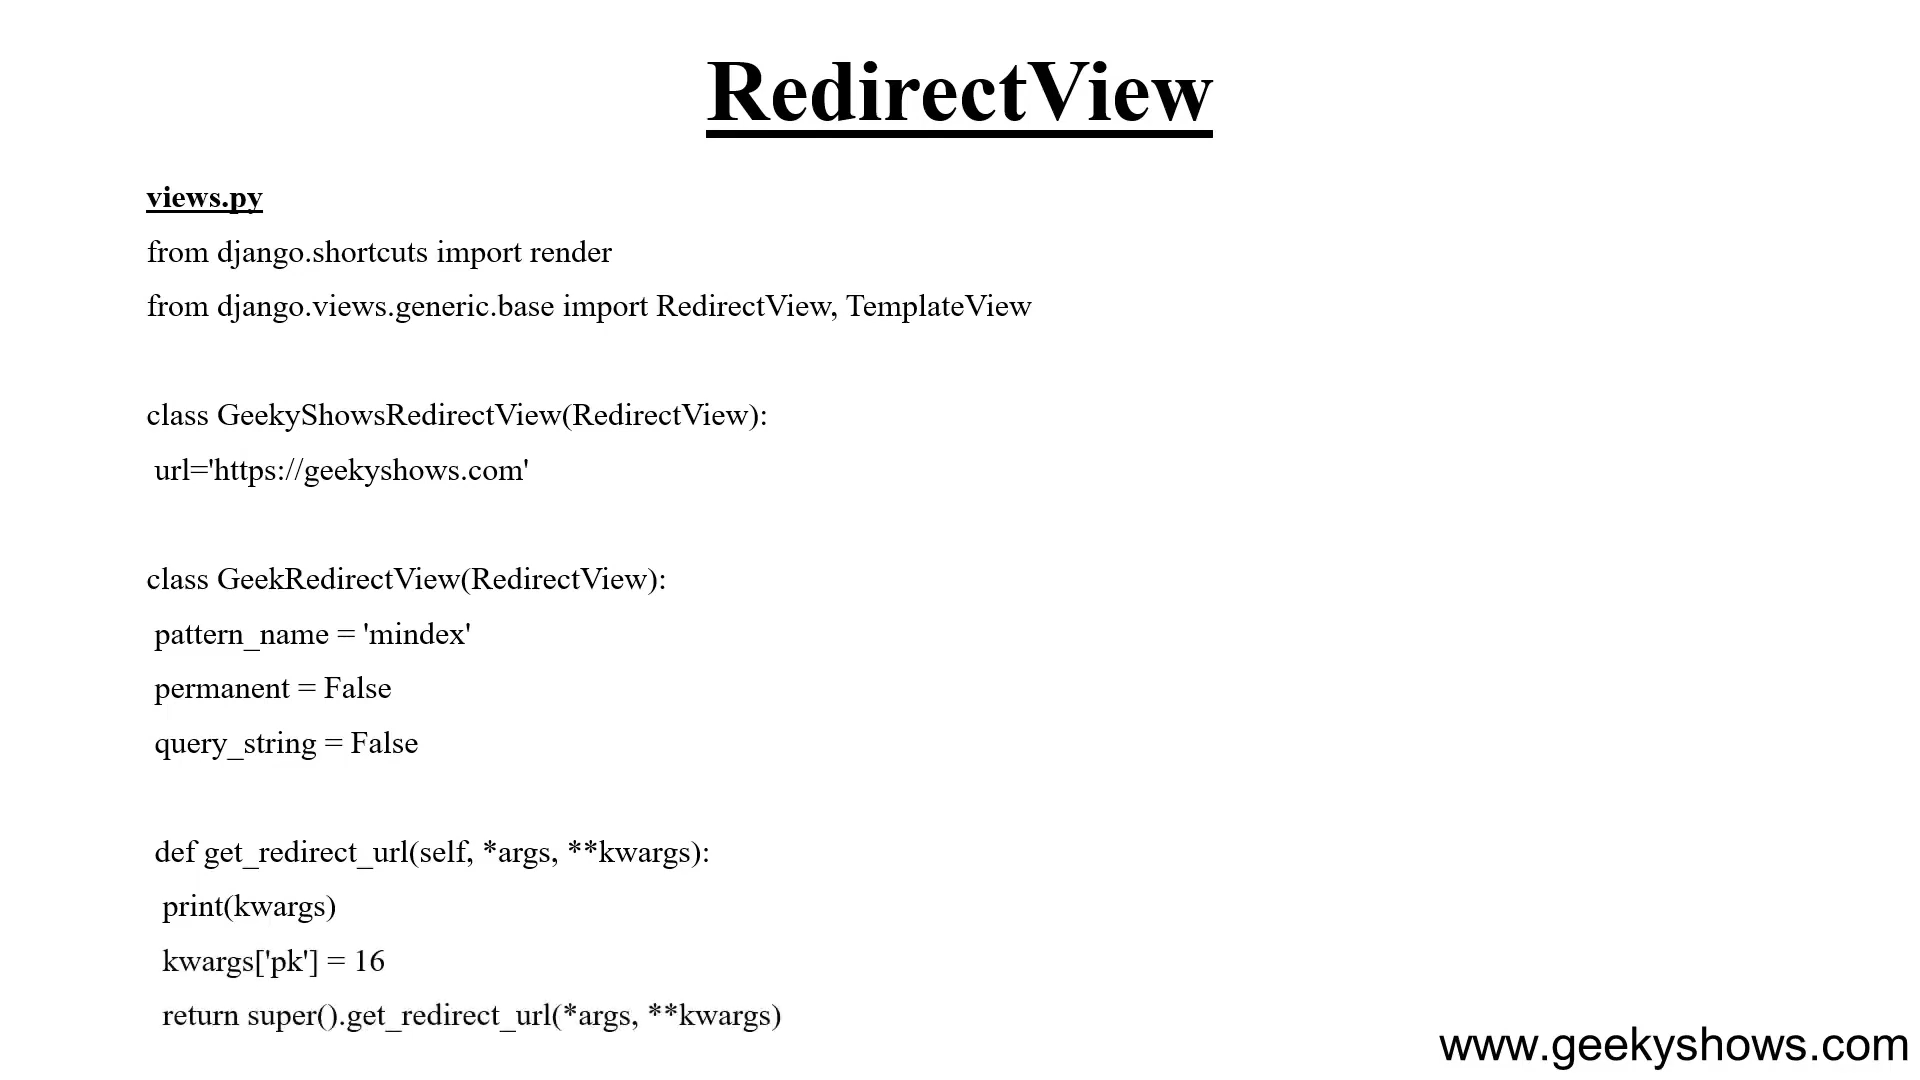 RedirectView
views.py
from django.shortcuts import render
from django.views.generic.base import RedirectView, TemplateView
class GeekyShowsRedirectView(RedirectView):
url='https://geekyshows.com'
class GeekRedirectView(RedirectView):
pattern_name = 'mindex'
permanent = False
query_string = False
def get_redirect_url(self, *args, **kwargs):
print(kwargs)
kwargs['pk'] = 16
return super().get_redirect_url(*args, **kwargs)
www.geekyshows.com